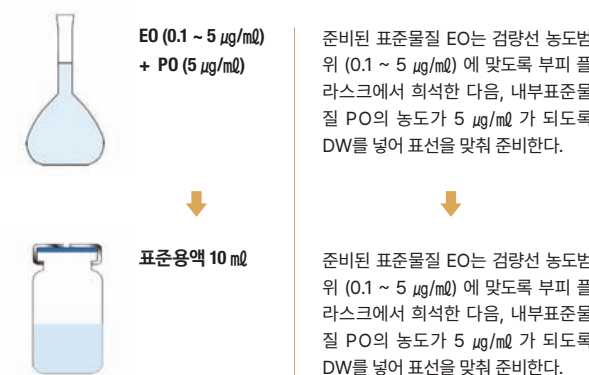 EO (0.1 ~ 5 ㎍/㎖)
+ PO (5 ㎍/㎖)
준비된 표준물질 EO는 검량선 농도범
위 (0.1 ~ 5 ㎍/㎖) 에 맞도록 부피 플
라스크에서 희석한 다음, 내부표준물
질 PO의 농도가 5 ㎍/㎖ 가 되도록
DW를 넣어 표선을 맞춰 준비한다.
표준용액 10 ㎖
준비된 표준물질 EO는 검량선 농도범
위 (0.1 ~ 5 ㎍/㎖) 에 맞도록 부피 플
라스크에서 희석한 다음, 내부표준물
질 PO의 농도가 5 ㎍/㎖ 가 되도록
DW를 넣어 표선을 맞춰 준비한다.